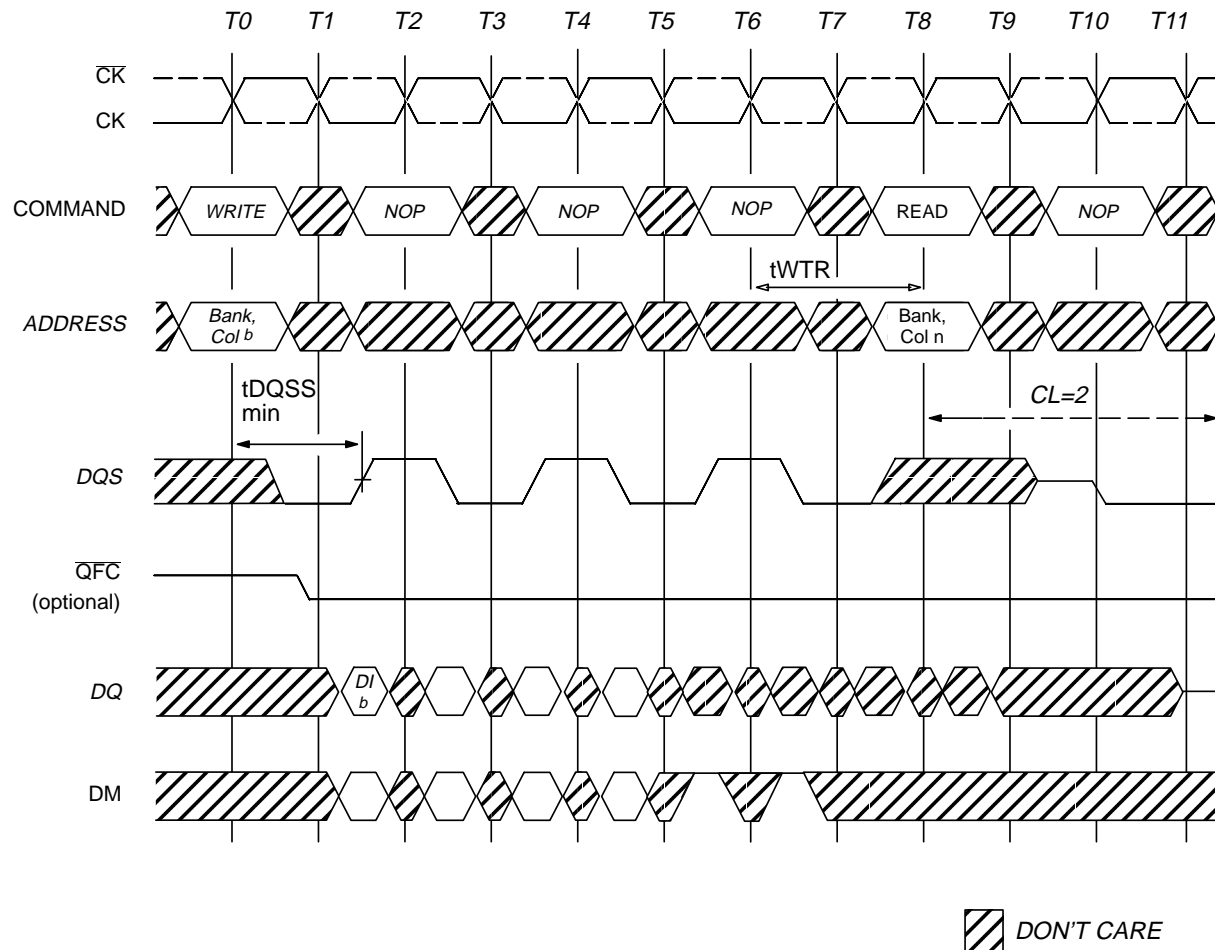 T0 T1 T2 T3 T4 T5 T6 T7 T8 T9 T10 T11
CK
CK
COMMAND WRITE NOP NOP NOP READ NOP
tWTR
ADDRESS Bank, Col b Bank, Col n
tDQSS
min
CL=2
DQS
QFC
(optional)
DQ DI b
DM
DON'T CARE